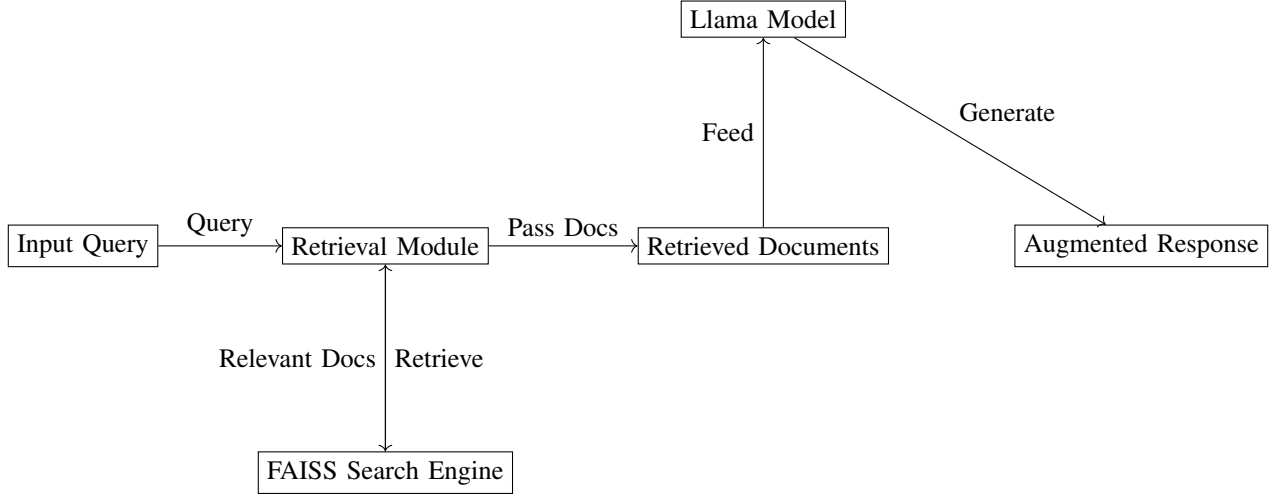 Llama Model
Generate
Feed
Input Query
Query
Retrieval Module
Pass Docs
Retrieved Documents
Augmented Response
Relevant Docs
Retrieve
FAISS Search Engine